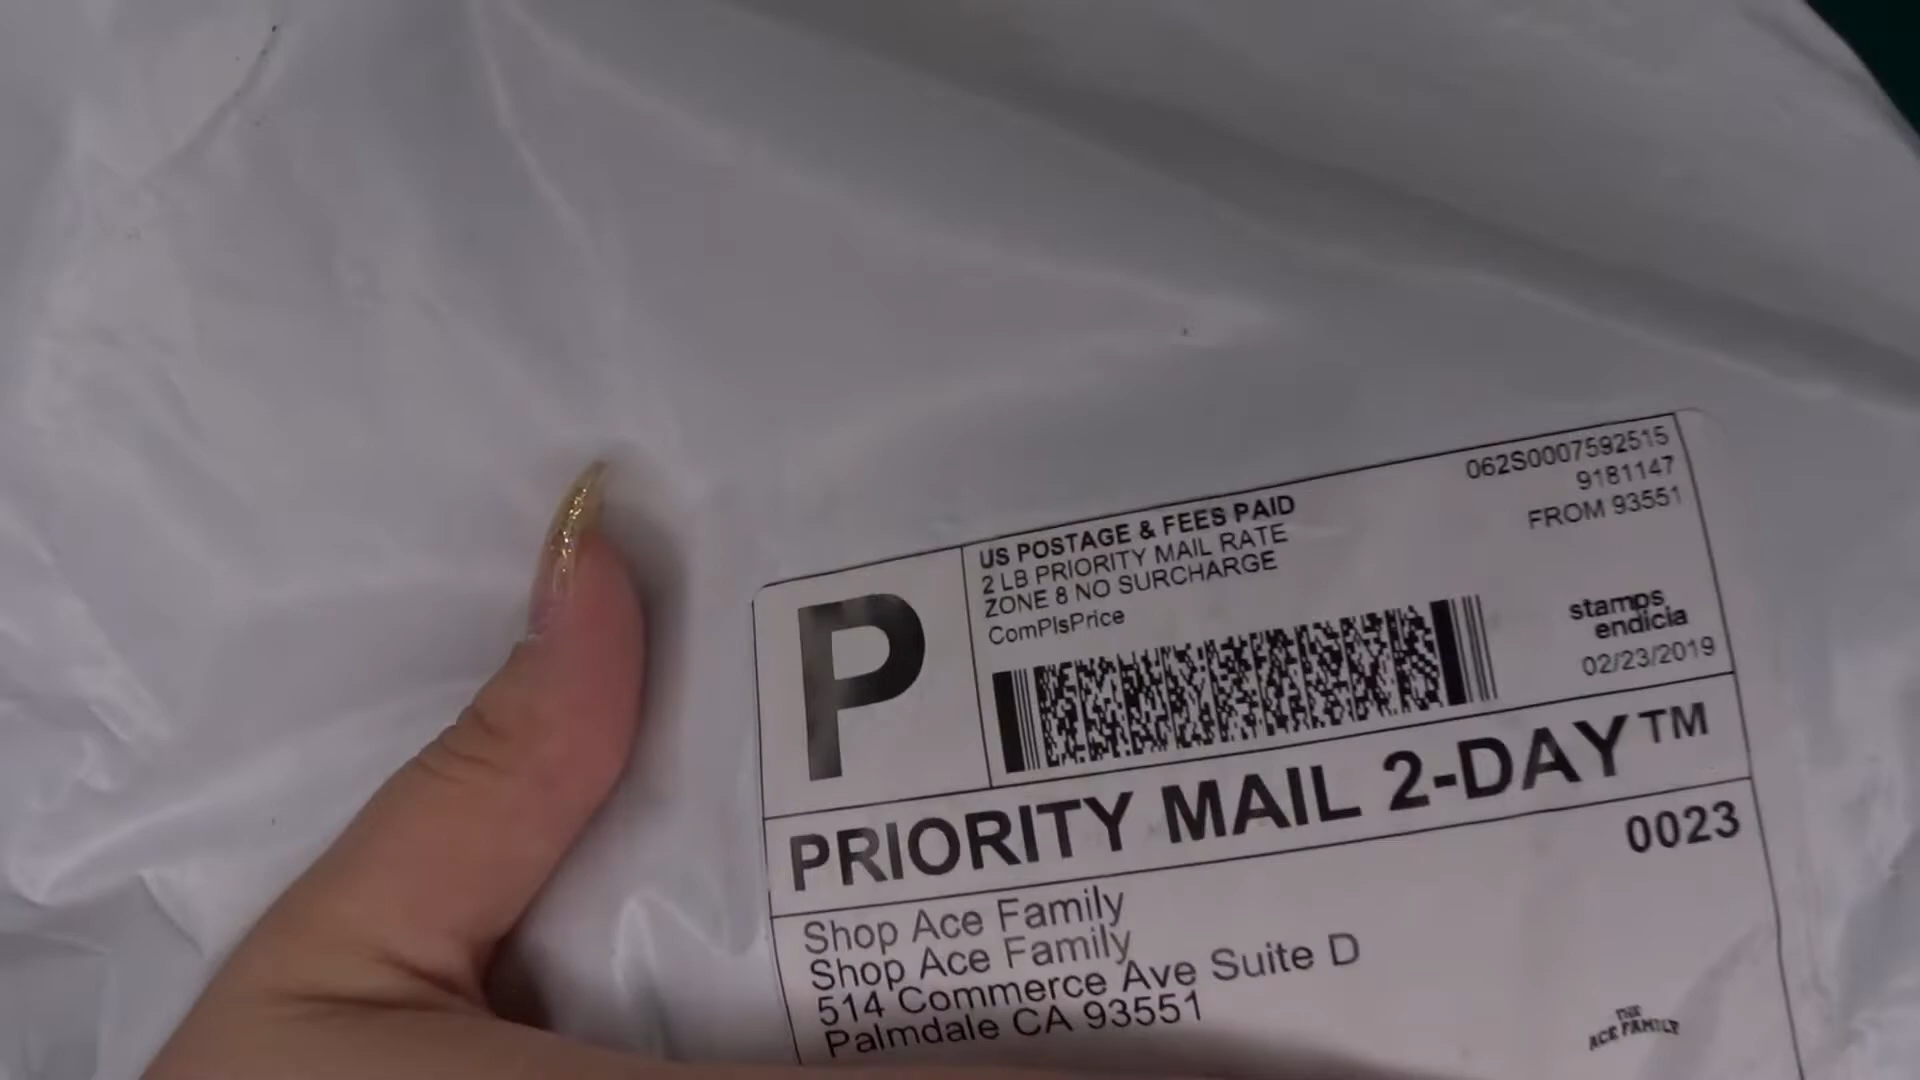 062S0007592515
9181147
FROM 93551
US POSTAGE & FEES PAID
2 LB PRIORITY MAIL RATE
ZONE 8 NO SURCHARGE
ComPlsPrice
stamps
endicia
02/23/2019
P
PRIORITY MAIL 2-DAY™
0023
Shop Ace Family
Shop Ace Family
514 Commerce Ave Suite D
Palmdale CA 93551
THE
ACE FAMILY